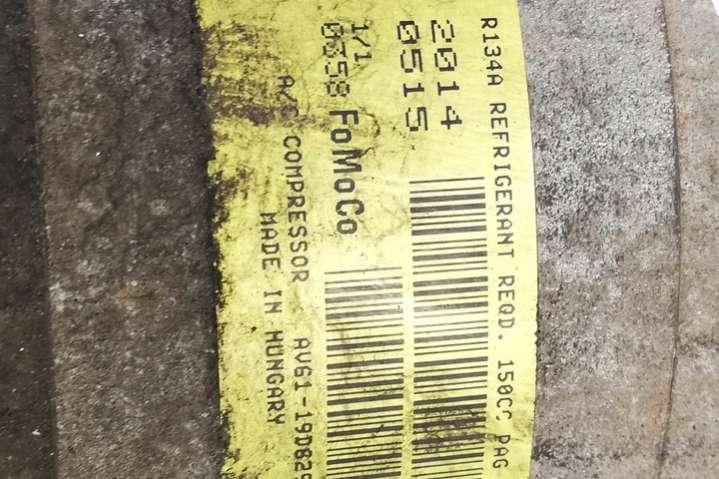 R134A REFRIGERANT REQD. 150CC PAG
2014
0515
1/1
0358 FoMoCo
A/C COMPRESSOR AV61-19D629
MADE IN HUNGARY